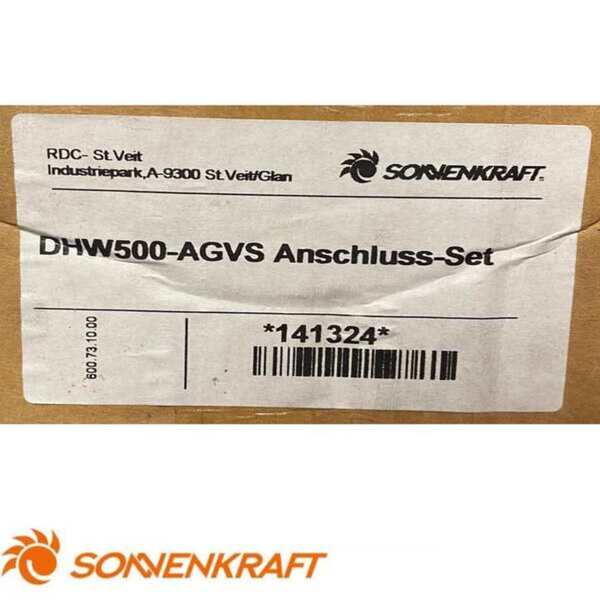 RDC- St.Veit
Industriepark,A-9300 St.Veit/Glan
SONNENKRAFT.
DHW500-AGVS Anschluss-Set
600.73.10.00
*141324*
SONNENKRAFT